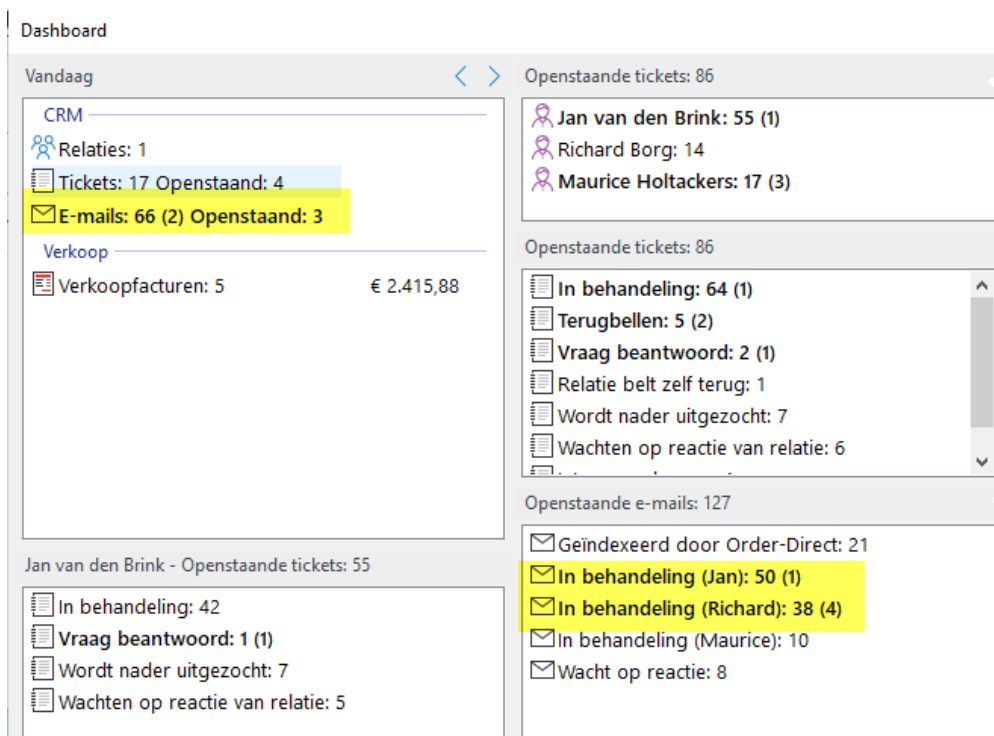 Dashboard
Vandaag
CRM
Relaties: 1
Tickets: 17 Openstaand: 4
E-mails: 66 (2) Openstaand: 3
Verkoop
Verkoopfacturen: 5 € 2.415,88
Jan van den Brink - Openstaande tickets: 55
In behandeling: 42
Vraag beantwoord: 1 (1)
Wordt nader uitgezocht: 7
Wachten op reactie van relatie: 5
Openstaande tickets: 86
Jan van den Brink: 55 (1)
Richard Borg: 14
Maurice Holtackers: 17 (3)
Openstaande tickets: 86
In behandeling: 64 (1)
Terugbellen: 5 (2)
Vraag beantwoord: 2 (1)
Relatie belt zelf terug: 1
Wordt nader uitgezocht: 7
Wachten op reactie van relatie: 6
Openstaande e-mails: 127
Geïndexeerd door Order-Direct: 21
In behandeling (Jan): 50 (1)
In behandeling (Richard): 38 (4)
In behandeling (Maurice): 10
Wacht op reactie: 8